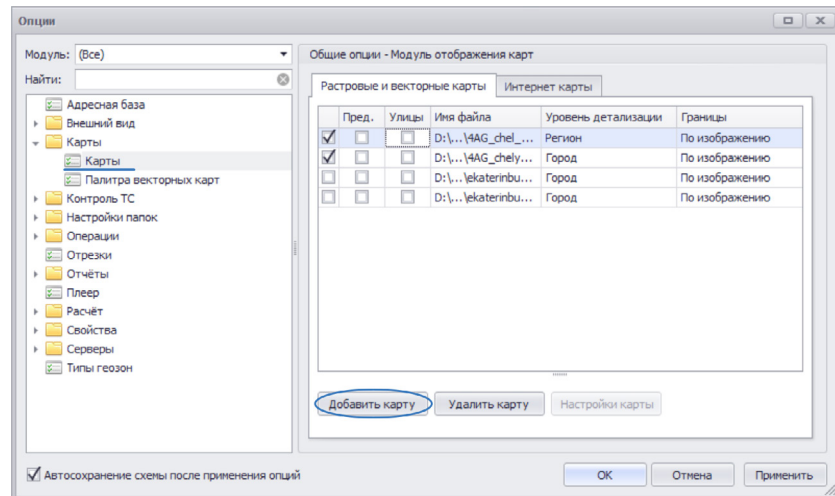 Опции
Модуль: (Все)
Найти:
Адресная база
Внешний вид
Карты
Карты
Палитра векторных карт
Контроль ТС
Настройки папок
Операции
Отрезки
Отчёты
Плеер
Расчёт
Свойства
Серверы
Типы геозон
Общие опции - Модуль отображения карт
Растровые и векторные карты Интернет карты
Пред. Улицы Имя файла Уровень детализации Границы
D:\...\4AG_chel_... Регион По изображению
D:\...\4AG_chely... Город По изображению
D:\...\ekaterinbu... Город По изображению
D:\...\ekaterinbu... Город По изображению
Добавить карту Удалить карту Настройки карты
Автосохранение схемы после применения опций
ОК Отмена Применить